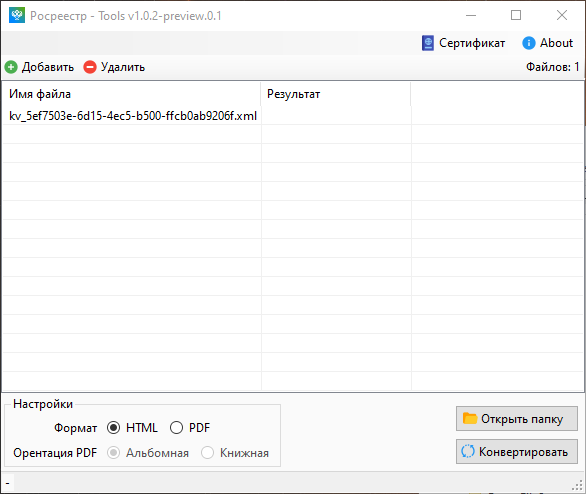 Росреестр - Tools v1.0.2-preview.0.1
Сертификат About
Добавить Удалить Файлов: 1
Имя файла Результат
kv_5ef7503e-6d15-4ec5-b500-ffcb0ab9206f.xml
Настройки
Формат HTML PDF
Открыть папку
Орентация PDF Альбомная Книжная
Конвертировать
-